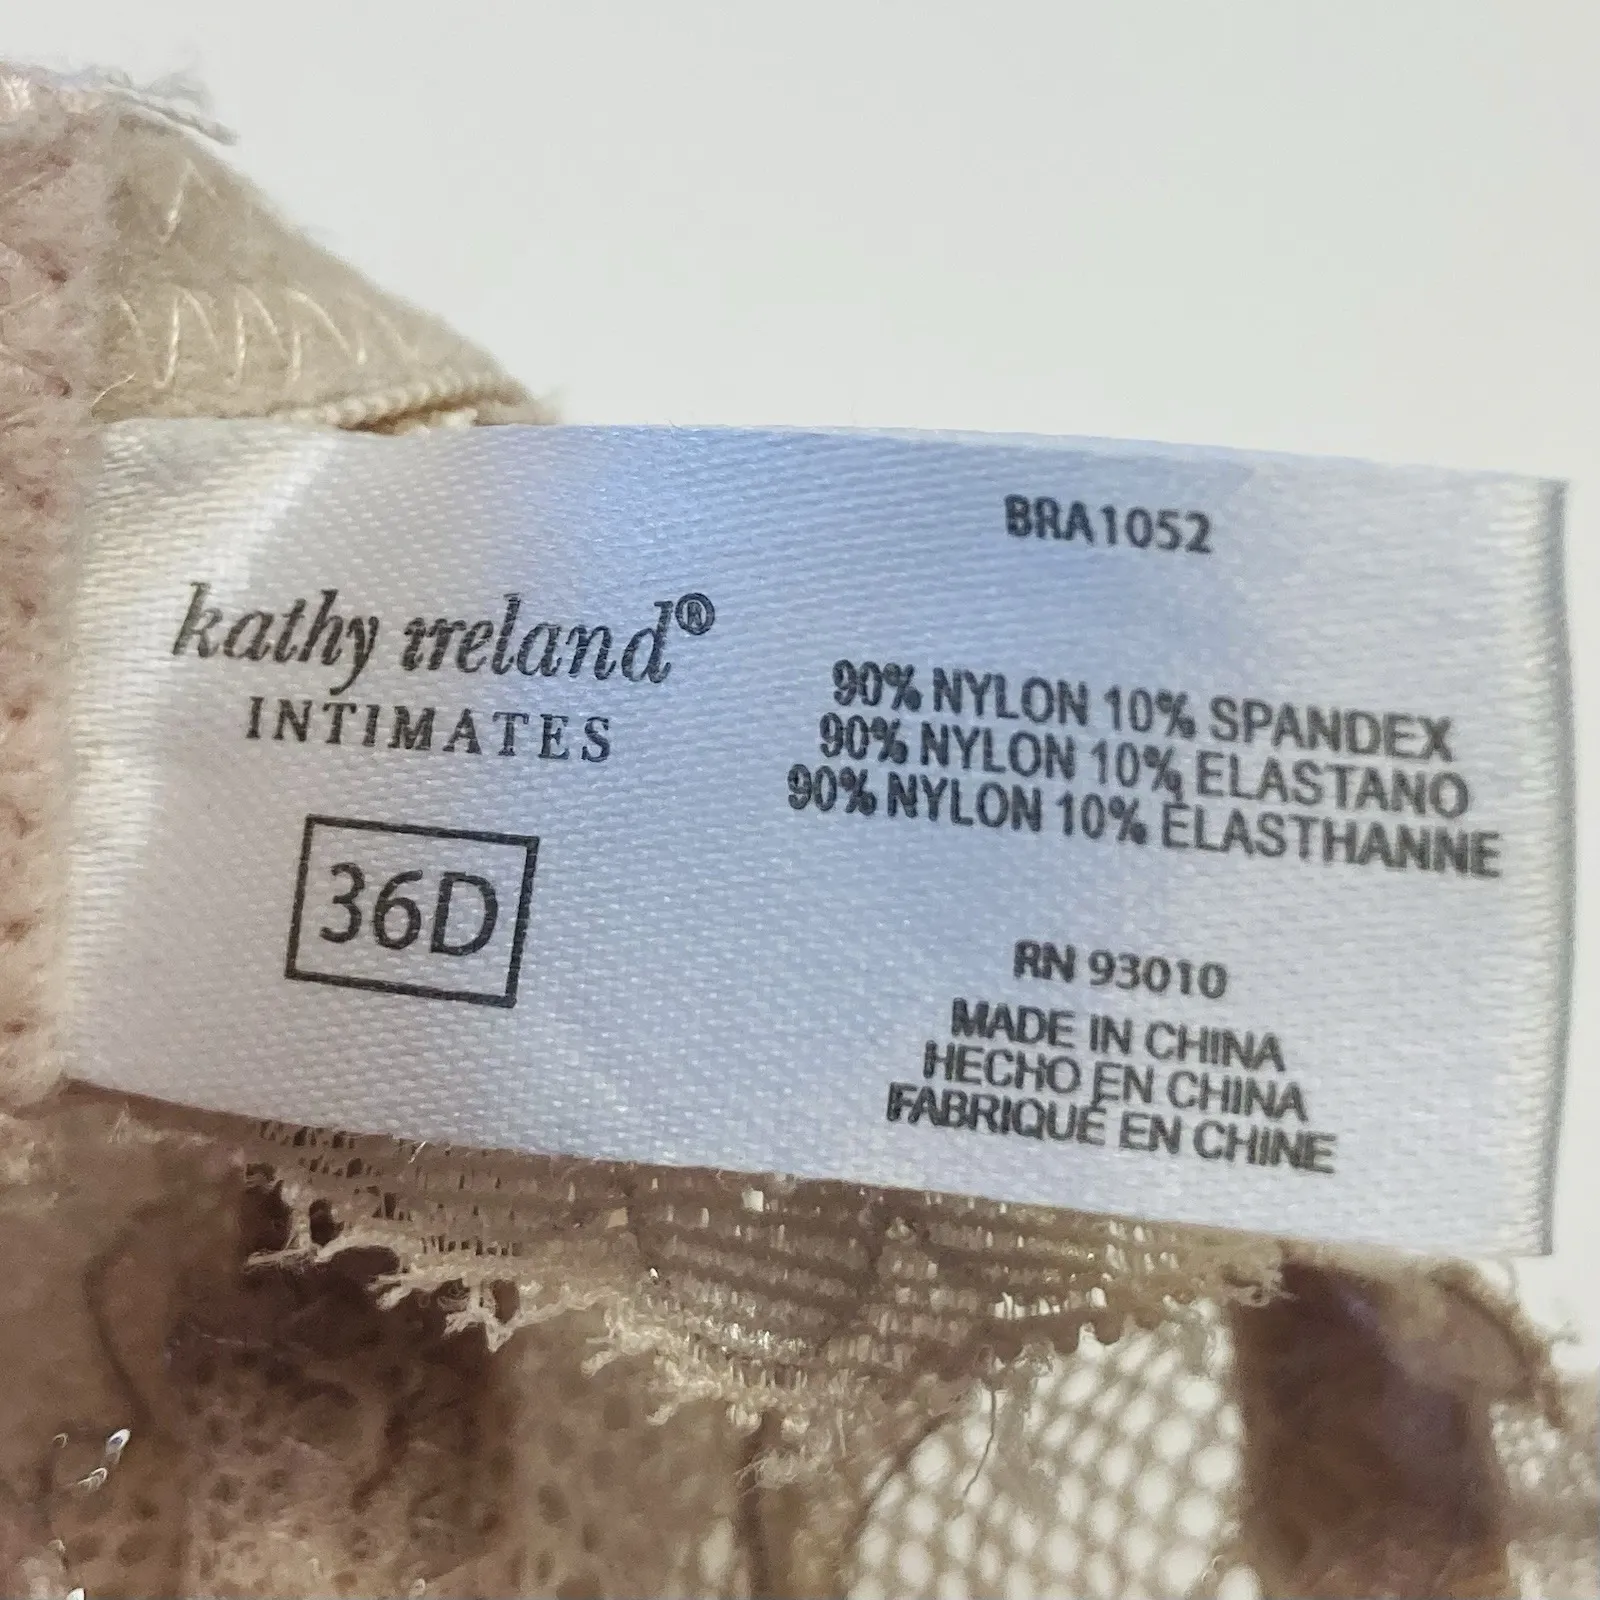 kathy ireland®
INTIMATES
36D
BRA1052
90% NYLON 10% SPANDEX
90% NYLON 10% ELASTANO
90% NYLON 10% ÉLASTHANNE
RN 93010
MADE IN CHINA
HECHO EN CHINA
FABRIQUÉ EN CHINE